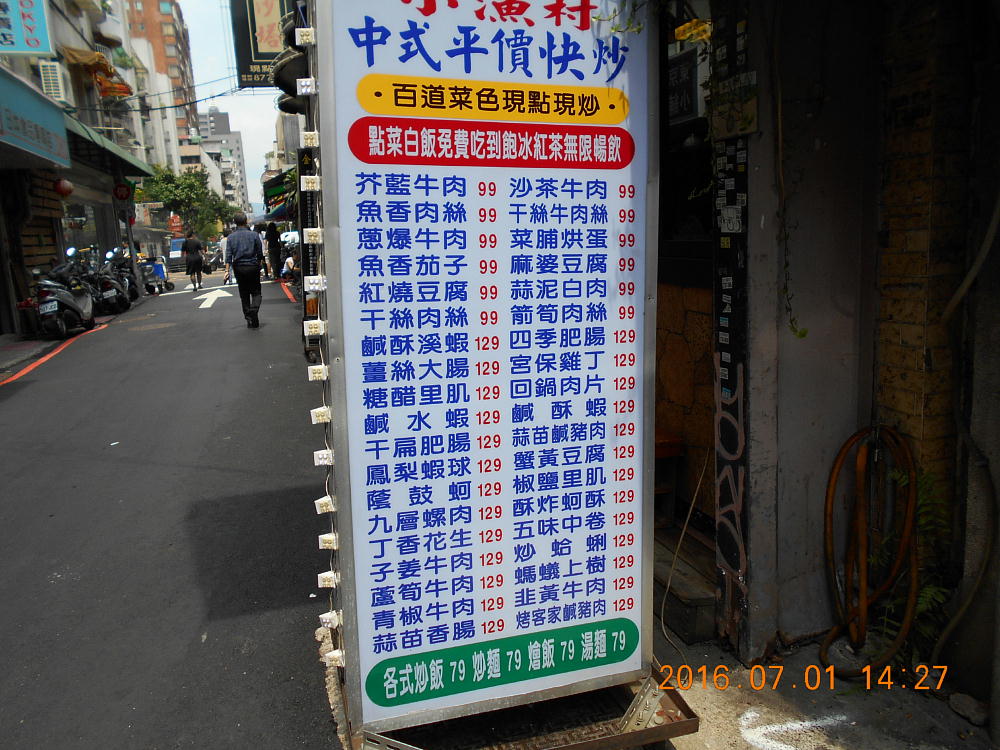 小漁村
中式平價快炒
·百道菜色現點現炒·
點菜白飯免費吃到飽冰紅茶無限暢飲
芥藍牛肉 99 沙茶牛肉 99
魚香肉絲 99 干絲牛肉絲 99
蔥爆牛肉 99 菜脯烘蛋 99
魚香茄子 99 麻婆豆腐 99
紅燒豆腐 99 蒜泥白肉 99
干絲肉絲 99 箭筍肉絲 99
鹹酥溪蝦 129 四季肥腸 129
薑絲大腸 129 宮保雞丁 129
糖醋里肌 129 回鍋肉片 129
鹹水蝦 129 鹹酥蝦 129
干扁肥腸 129 蒜苗鹹豬肉 129
鳳梨蝦球 129 蟹黃豆腐 129
蔭鼓蚵 129 椒鹽里肌 129
九層螺肉 129 酥炸蚵酥 129
丁香花生 129 五味中卷 129
子姜牛肉 129 炒蛤蜊 129
蘆筍牛肉 129 螞蟻上樹 129
青椒牛肉 129 韭黃牛肉 129
蒜苗香腸 129 烤客家鹹豬肉 129
各式炒飯 79 炒麵 79 燴飯 79 湯麵 79
2016.07.01 14:27